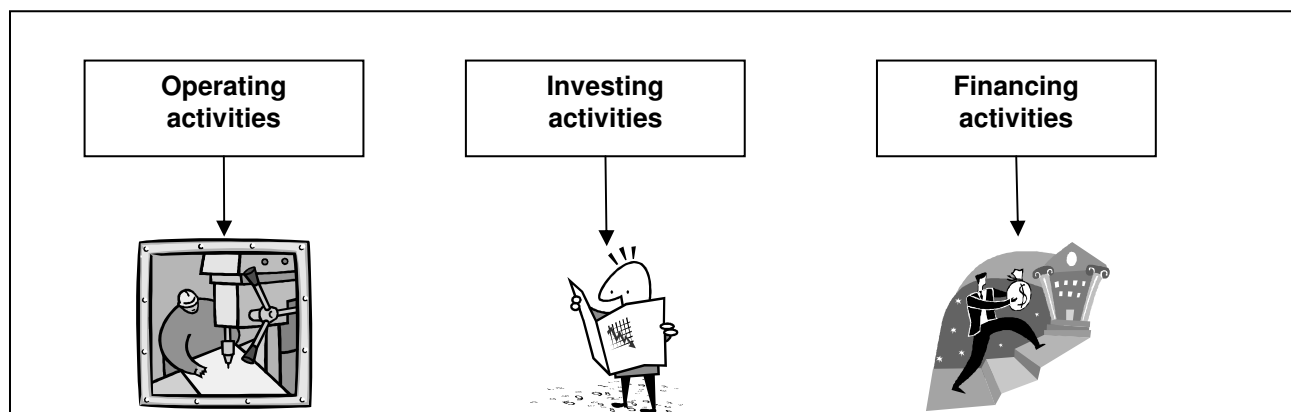 Operating
activities
Investing
activities
Financing
activities
$